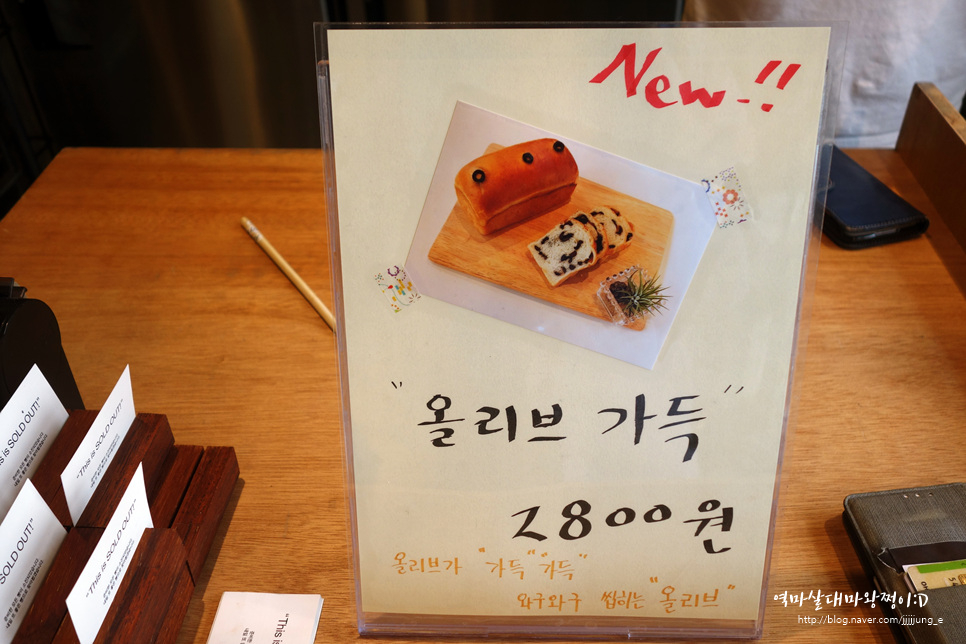 New..!!
"올리브 가득"
2800원
올리브가 "가득" "가득"
와구와구 씹히는 "올리브"
This is SOLD OUT!"
"This is SOLD OUT!"
SOLD OUT!"
"This is SOLD OUT!"
"This is
역마살대마왕쩡이;D
http://blog.naver.com/jjjjjung_e